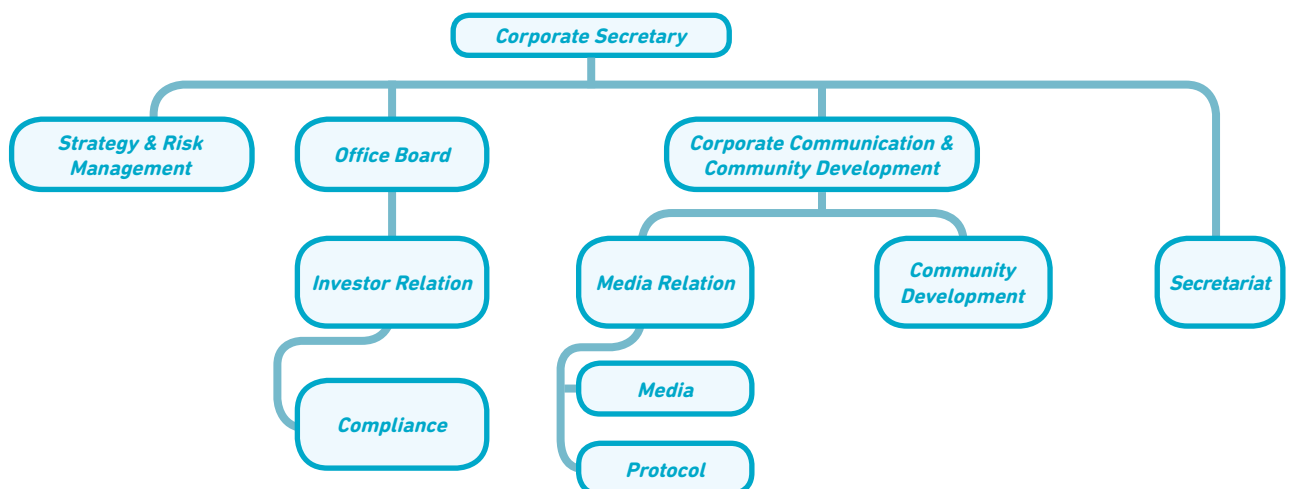 Corporate Secretary
Strategy & Risk
Management
Office Board
Corporate Communication &
Community Development
Investor Relation
Media Relation
Community
Development
Secretariat
Compliance
Media
Protocol